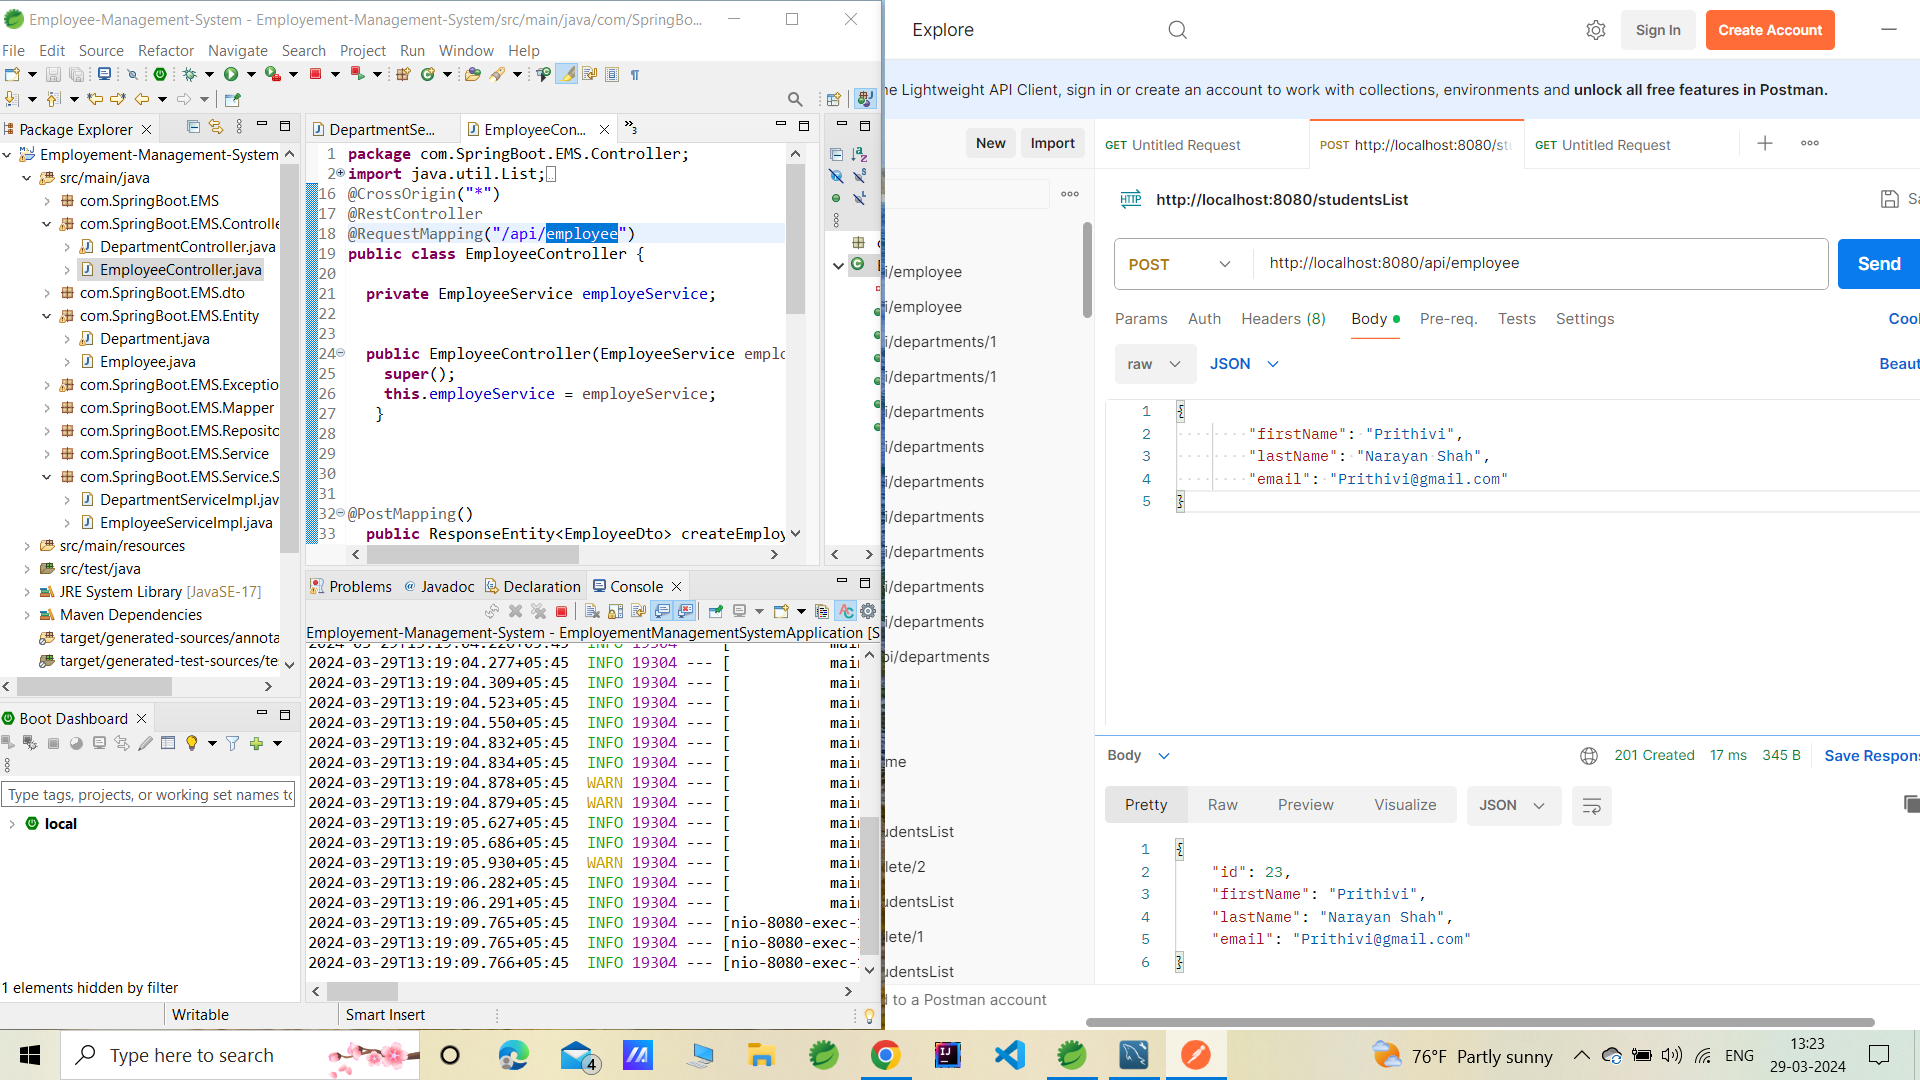 Employee-Management-System - Employement-Management-System/src/main/java/com/SpringBo...
File Edit Source Refactor Navigate Search Project Run Window Help
Package Explorer
Employement-Management-System
src/main/java
com.SpringBoot.EMS
com.SpringBoot.EMS.Controlle
DepartmentController.java
EmployeeController.java
com.SpringBoot.EMS.dto
com.SpringBoot.EMS.Entity
Department.java
Employee.java
com.SpringBoot.EMS.Exceptio
com.SpringBoot.EMS.Mapper
com.SpringBoot.EMS.Reposito
com.SpringBoot.EMS.Service
com.SpringBoot.EMS.Service.S
DepartmentServiceImpl.jav
EmployeeServiceImpl.java
src/main/resources
src/test/java
JRE System Library [JavaSE-17]
Maven Dependencies
target/generated-sources/annota
target/generated-test-sources/te
Boot Dashboard
Type tags, projects, or working set names to
local
1 elements hidden by filter
DepartmentSe... EmployeeCon... »3
1 package com.SpringBoot.EMS.Controller;
2 import java.util.List;
16 @CrossOrigin("*")
17 @RestController
18 @RequestMapping("/api/employee")
19 public class EmployeeController {
20
21 private EmployeeService employeService;
22
23
24 public EmployeeController(EmployeeService emplo
25 super();
26 this.employeService = employeService;
27 }
28
29
30
31
32 @PostMapping()
33 public ResponseEntity<EmployeeDto> createEmploy
Problems @ Javadoc Declaration Console
Employement-Management-System - EmployementManagementSystemApplication [S
2024-03-29T13:19:04.226+05:45 INFO 19304 --- [ mai
2024-03-29T13:19:04.277+05:45 INFO 19304 --- [ mai
2024-03-29T13:19:04.309+05:45 INFO 19304 --- [ mai
2024-03-29T13:19:04.523+05:45 INFO 19304 --- [ mai
2024-03-29T13:19:04.550+05:45 INFO 19304 --- [ mai
2024-03-29T13:19:04.832+05:45 INFO 19304 --- [ mai
2024-03-29T13:19:04.834+05:45 INFO 19304 --- [ mai
2024-03-29T13:19:04.878+05:45 WARN 19304 --- [ mai
2024-03-29T13:19:04.879+05:45 WARN 19304 --- [ mai
2024-03-29T13:19:05.627+05:45 INFO 19304 --- [ mai
2024-03-29T13:19:05.686+05:45 INFO 19304 --- [ mai
2024-03-29T13:19:05.930+05:45 WARN 19304 --- [ mai
2024-03-29T13:19:06.282+05:45 INFO 19304 --- [ mai
2024-03-29T13:19:06.291+05:45 INFO 19304 --- [ mai
2024-03-29T13:19:09.765+05:45 INFO 19304 --- [nio-8080-exec-
2024-03-29T13:19:09.765+05:45 INFO 19304 --- [nio-8080-exec-
2024-03-29T13:19:09.766+05:45 INFO 19304 --- [nio-8080-exec-
Writable Smart Insert
Explore Sign In Create Account
he Lightweight API Client, sign in or create an account to work with collections, environments and unlock all free features in Postman.
New Import
i/employee
i/employee
i/departments/1
i/departments/1
i/departments
i/departments
i/departments
i/departments
i/departments
i/departments
i/departments
pi/departments
me
udentsList
lete/2
udentsList
lete/1
udentsList
d to a Postman account
GET Untitled Request POST http://localhost:8080/stu GET Untitled Request
HTTP http://localhost:8080/studentsList Sa
POST http://localhost:8080/api/employee Send
Params Auth Headers (8) Body Pre-req. Tests Settings Cool
raw JSON Beaut
1 {
2 "firstName": "Prithivi",
3 "lastName": "Narayan Shah",
4 "email": "Prithivi@gmail.com"
5 }
Body 201 Created 17 ms 345 B Save Respons
Pretty Raw Preview Visualize JSON
1 {
2 "id": 23,
3 "firstName": "Prithivi",
4 "lastName": "Narayan Shah",
5 "email": "Prithivi@gmail.com"
6 }
Type here to search 4 76°F Partly sunny ENG 13:23
29-03-2024